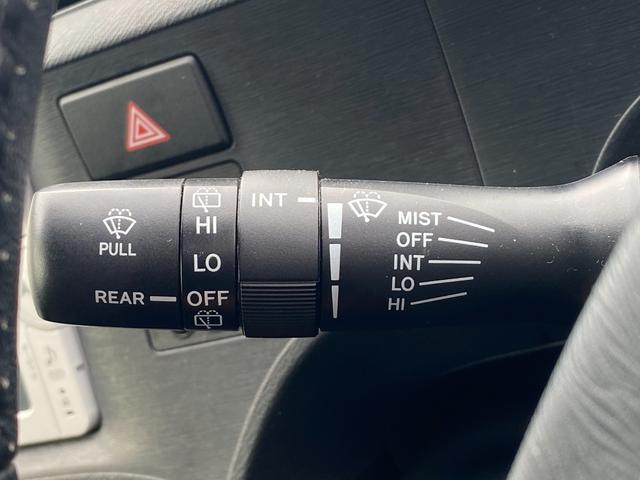 PULL
REAR
HI
LO
OFF
INT
MIST
OFF
INT
LO
HI